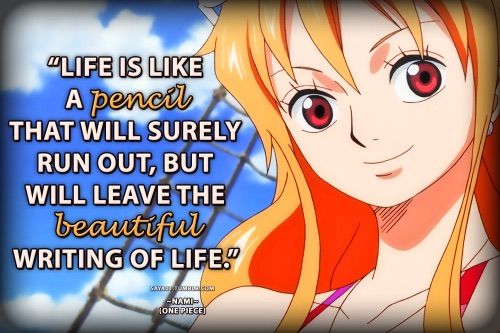 “LIFE IS LIKE
A pencil
THAT WILL SURELY
RUN OUT, BUT
WILL LEAVE THE
beautiful
WRITING OF LIFE.”
~NAMI~
(ONE PIECE)